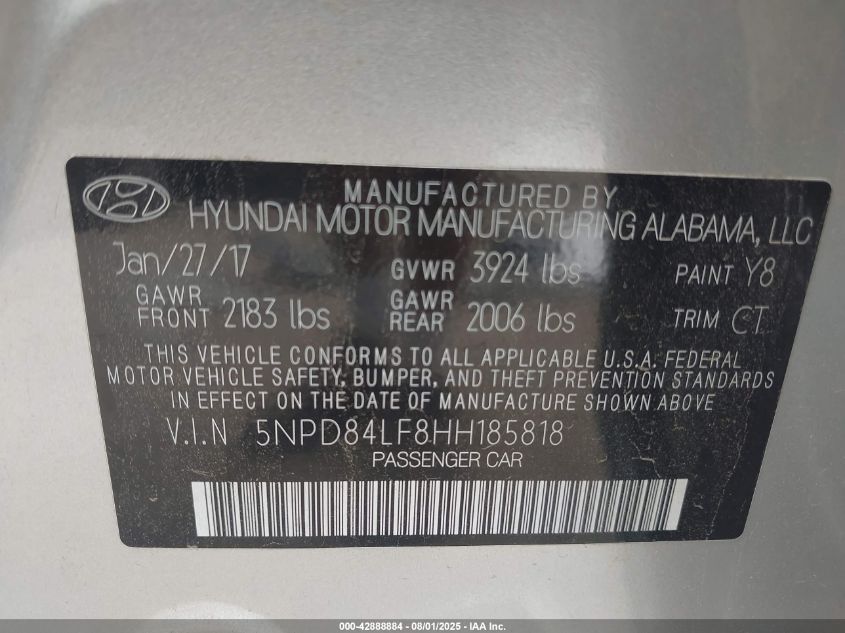 MANUFACTURED BY
HYUNDAI MOTOR MANUFACTURING ALABAMA, LLC
Jan/27/17 GVWR 3924 lbs PAINT Y8
GAWR FRONT 2183 lbs GAWR REAR 2006 lbs TRIM CT
THIS VEHICLE CONFORMS TO ALL APPLICABLE U.S.A. FEDERAL
MOTOR VEHICLE SAFETY, BUMPER, AND THEFT PREVENTION STANDARDS
IN EFFECT ON THE DATE OF MANUFACTURE SHOWN ABOVE
V.I.N 5NPD84LF8HH185818
PASSENGER CAR
000-42888884 - 08/01/2025 - IAA Inc.